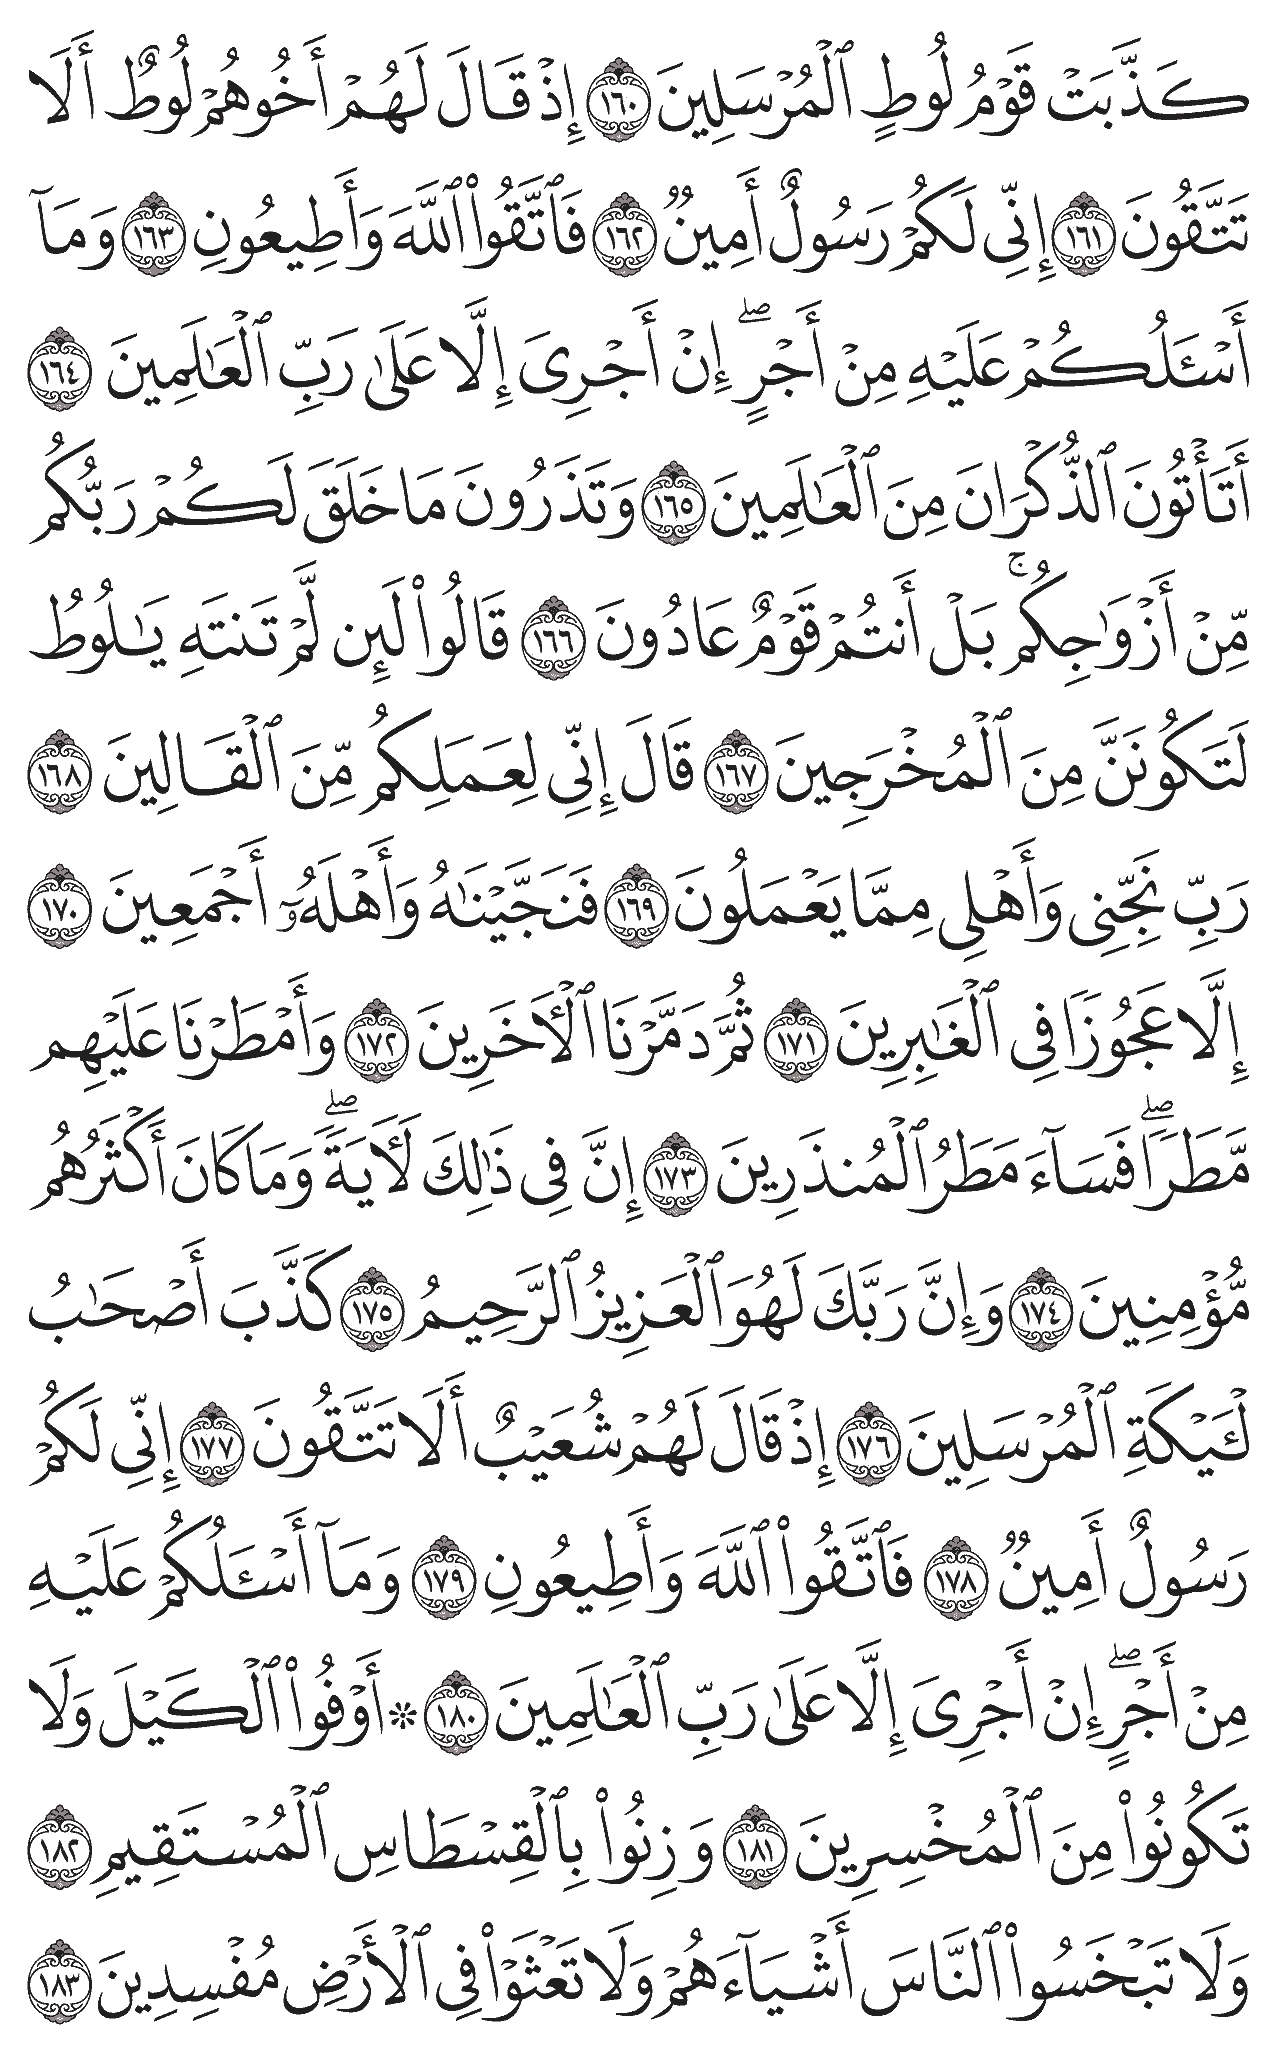 كَذَّبَتۡ قَوۡمُ لُوطٍ ٱلۡمُرۡسَلِينَ ١٦٠ إِذۡ قَالَ لَهُمۡ أَخُوهُمۡ لُوطٌ أَلَا
تَتَّقُونَ ١٦١ إِنِّي لَكُمۡ رَسُولٌ أَمِينٞ ١٦٢ فَٱتَّقُواْ ٱللَّهَ وَأَطِيعُونِ ١٦٣ وَمَآ
أَسۡـَٔلُكُمۡ عَلَيۡهِ مِنۡ أَجۡرٍۖ إِنۡ أَجۡرِيَ إِلَّا عَلَىٰ رَبِّ ٱلۡعَٰلَمِينَ ١٦٤
أَتَأۡتُونَ ٱلذُّكۡرَانَ مِنَ ٱلۡعَٰلَمِينَ ١٦٥ وَتَذَرُونَ مَا خَلَقَ لَكُمۡ رَبُّكُم
مِّنۡ أَزۡوَٰجِكُمۚ بَلۡ أَنتُمۡ قَوۡمٌ عَادُونَ ١٦٦ قَالُواْ لَئِن لَّمۡ تَنتَهِ يَٰلُوطُ
لَتَكُونَنَّ مِنَ ٱلۡمُخۡرَجِينَ ١٦٧ قَالَ إِنِّي لِعَمَلِكُم مِّنَ ٱلۡقَالِينَ ١٦٨
رَبِّ نَجِّنِي وَأَهۡلِي مِمَّا يَعۡمَلُونَ ١٦٩ فَنَجَّيۡنَٰهُ وَأَهۡلَهُۥٓ أَجۡمَعِينَ ١٧٠
إِلَّا عَجُوزٗا فِي ٱلۡغَٰبِرِينَ ١٧١ ثُمَّ دَمَّرۡنَا ٱلۡأٓخَرِينَ ١٧٢ وَأَمۡطَرۡنَا عَلَيۡهِم
مَّطَرٗاۖ فَسَآءَ مَطَرُ ٱلۡمُنذَرِينَ ١٧٣ إِنَّ فِي ذَٰلِكَ لَأٓيَةٗۖ وَمَا كَانَ أَكۡثَرُهُم
مُّؤۡمِنِينَ ١٧٤ وَإِنَّ رَبَّكَ لَهُوَ ٱلۡعَزِيزُ ٱلرَّحِيمُ ١٧٥ كَذَّبَ أَصۡحَٰبُ
لۡـَٔيۡكَةِ ٱلۡمُرۡسَلِينَ ١٧٦ إِذۡ قَالَ لَهُمۡ شُعَيۡبٌ أَلَا تَتَّقُونَ ١٧٧ إِنِّي لَكُمۡ
رَسُولٌ أَمِينٞ ١٧٨ فَٱتَّقُواْ ٱللَّهَ وَأَطِيعُونِ ١٧٩ وَمَآ أَسۡـَٔلُكُمۡ عَلَيۡهِ
مِنۡ أَجۡرٍۖ إِنۡ أَجۡرِيَ إِلَّا عَلَىٰ رَبِّ ٱلۡعَٰلَمِينَ ١٨٠ ۞ أَوۡفُواْ ٱلۡكَيۡلَ وَلَا
تَكُونُواْ مِنَ ٱلۡمُخۡسِرِينَ ١٨١ وَزِنُواْ بِٱلۡقِسۡطَاسِ ٱلۡمُسۡتَقِيمِ ١٨٢
وَلَا تَبۡخَسُواْ ٱلنَّاسَ أَشۡيَآءَهُمۡ وَلَا تَعۡثَوۡاْ فِي ٱلۡأَرۡضِ مُفۡسِدِينَ ١٨٣